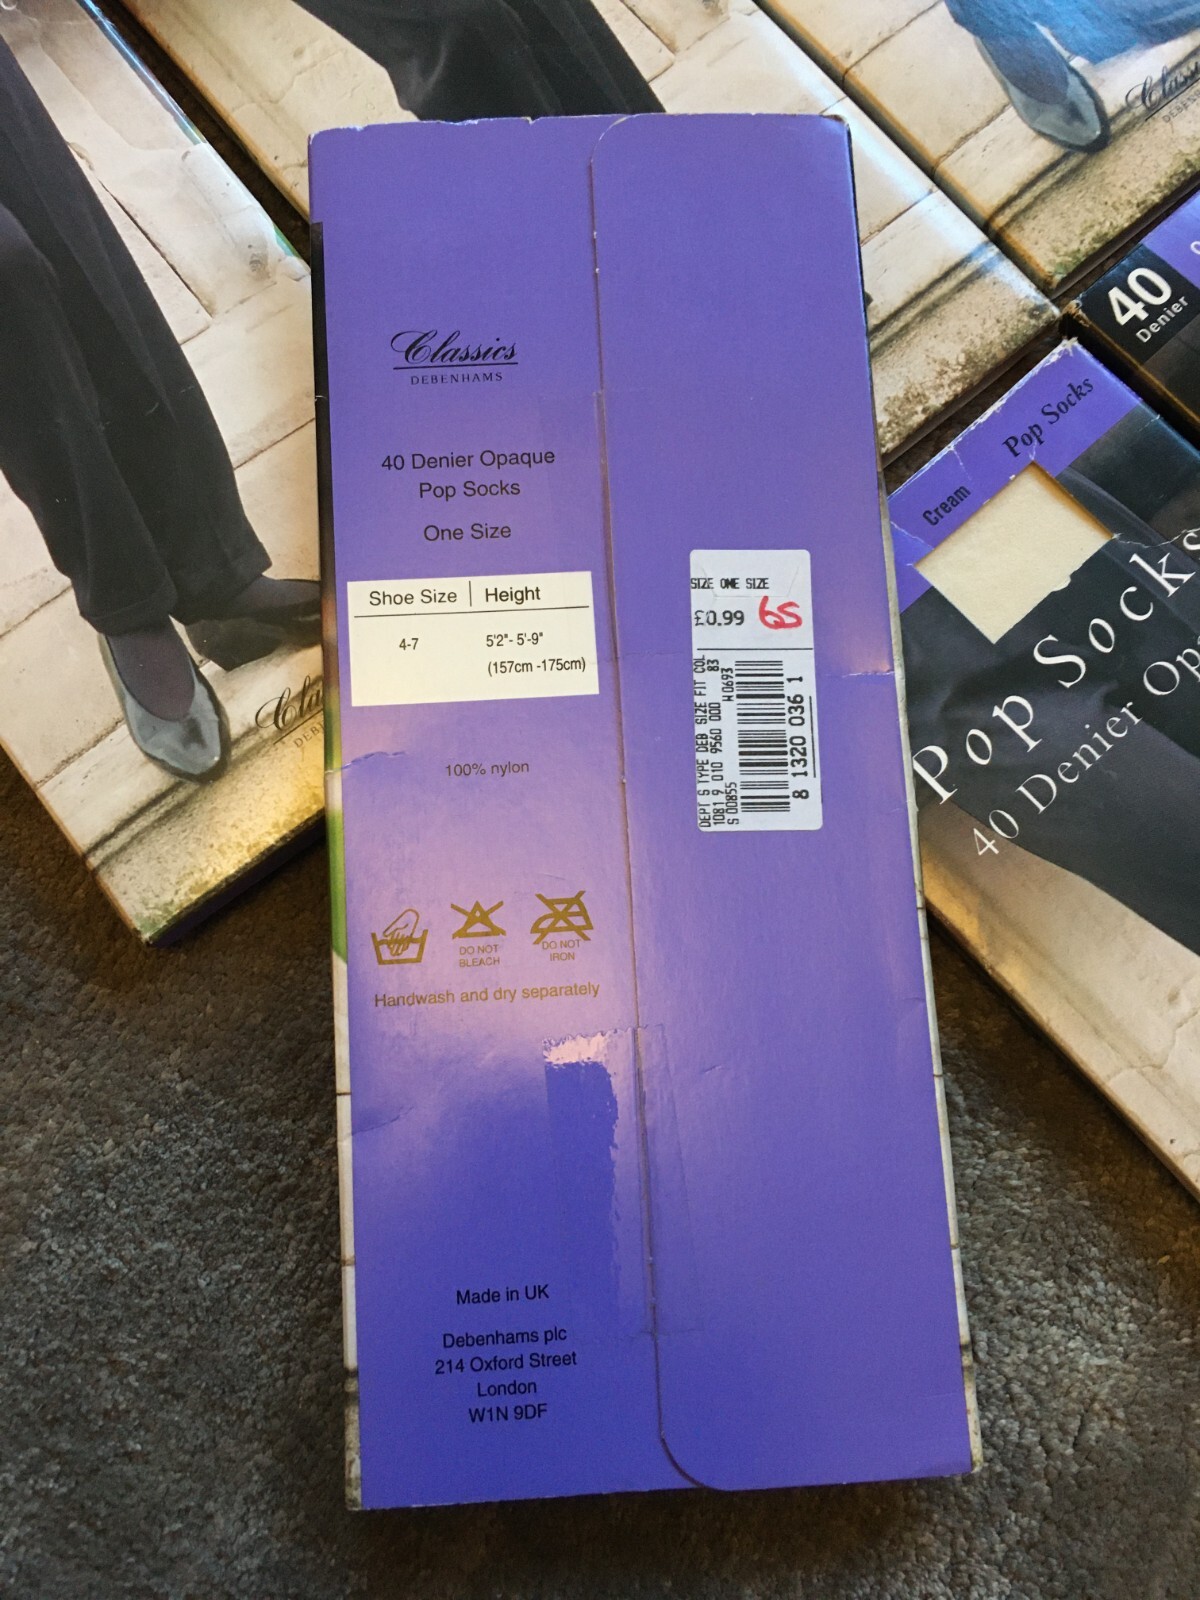 Classics
DEBENHAMS
40 Denier Opaque
Pop Socks
One Size
Shoe Size | Height
4-7 5'2"- 5'-9"
(157cm -175cm)
100% nylon
DO NOT
BLEACH
DO NOT
IRON
Handwash and dry separately
Made in UK
Debenhams plc
214 Oxford Street
London
W1N 9DF
SIZE ONE SIZE
£0.99 65
DEPT S TYPE DEB SIZE FIT COL
1081 9 010 9560 000 83
S 00855 W0693
8 1320 036 1
Classics
40
Denier
Cream Pop Socks
Pop Socks
40 Denier